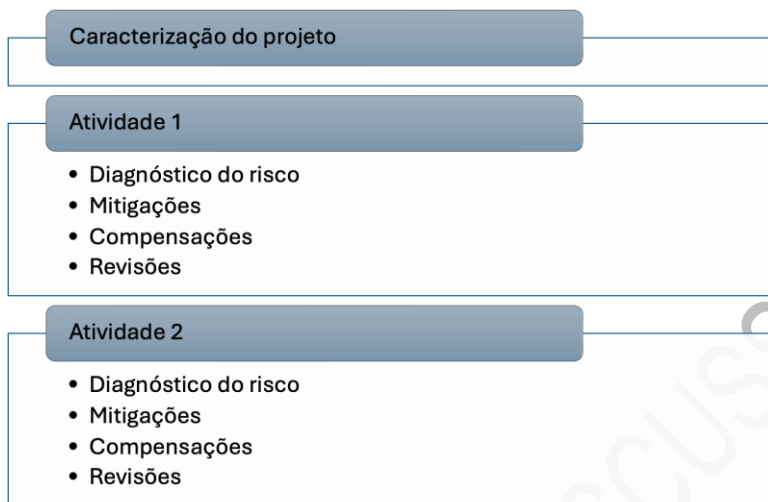 Caracterização do projeto
Atividade 1
• Diagnóstico do risco
• Mitigações
• Compensações
• Revisões
Atividade 2
• Diagnóstico do risco
• Mitigações
• Compensações
• Revisões